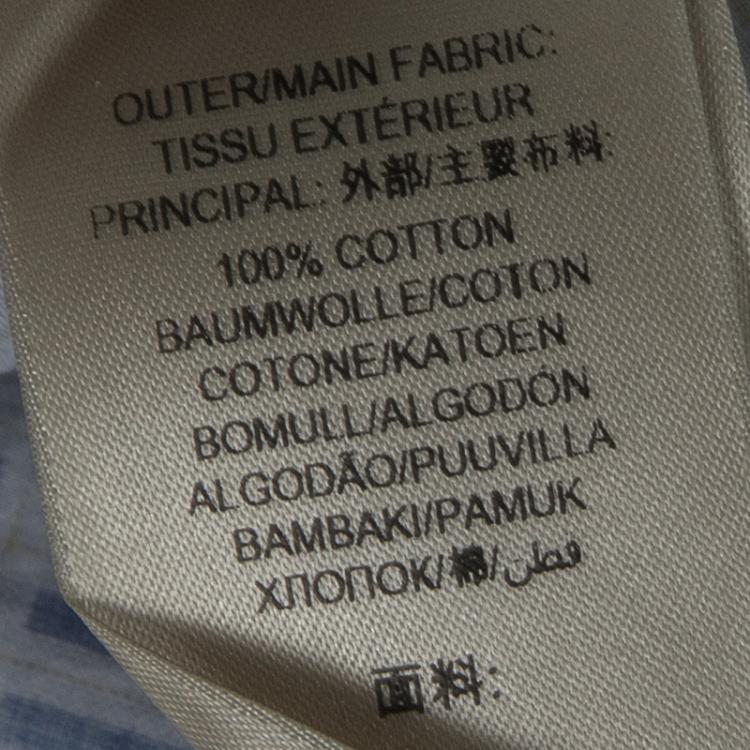 OUTER/MAIN FABRIC:
TISSU EXTÉRIEUR
PRINCIPAL: 外部/主要布料:
100% COTTON
BAUMWOLLE/COTON
COTONE/KATOEN
BOMULL/ALGODÓN
ALGODÃO/PUUVILLA
BAMBAKI/PAMUK
ХЛОПОК/棉/قطن
面料: